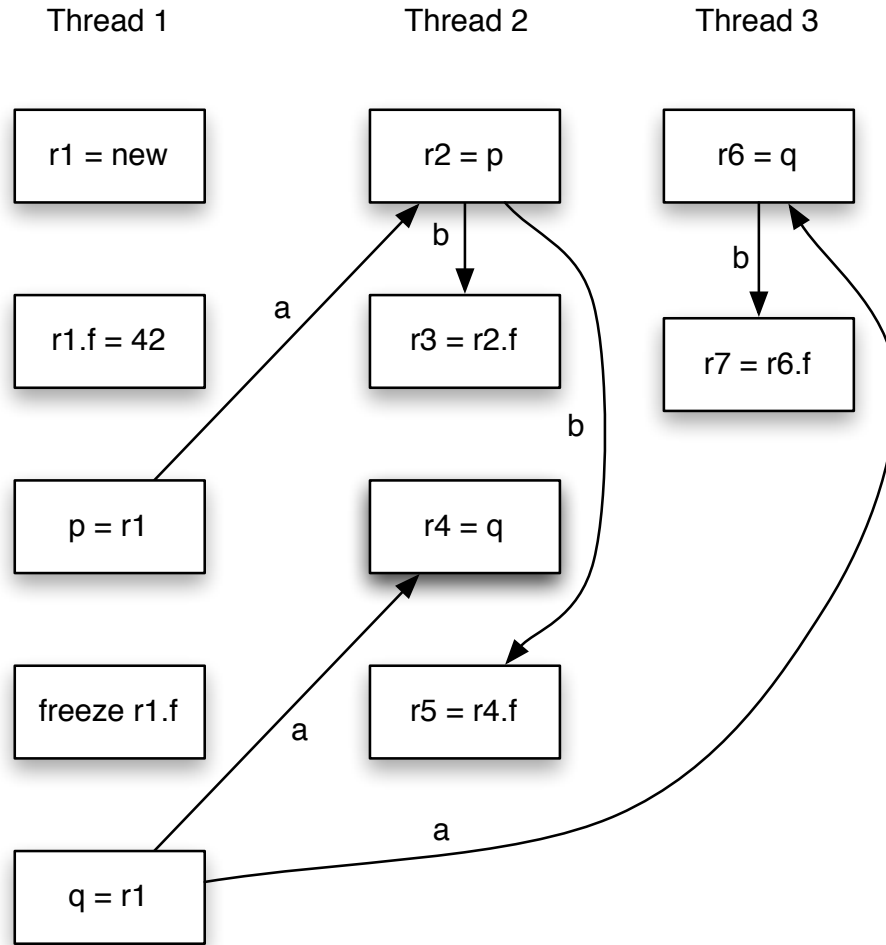 Thread 1
Thread 2
Thread 3
r1 = new
r2 = p
r6 = q
b
b
a
r1.f = 42
r3 = r2.f
r7 = r6.f
b
p = r1
r4 = q
freeze r1.f
r5 = r4.f
a
a
q = r1